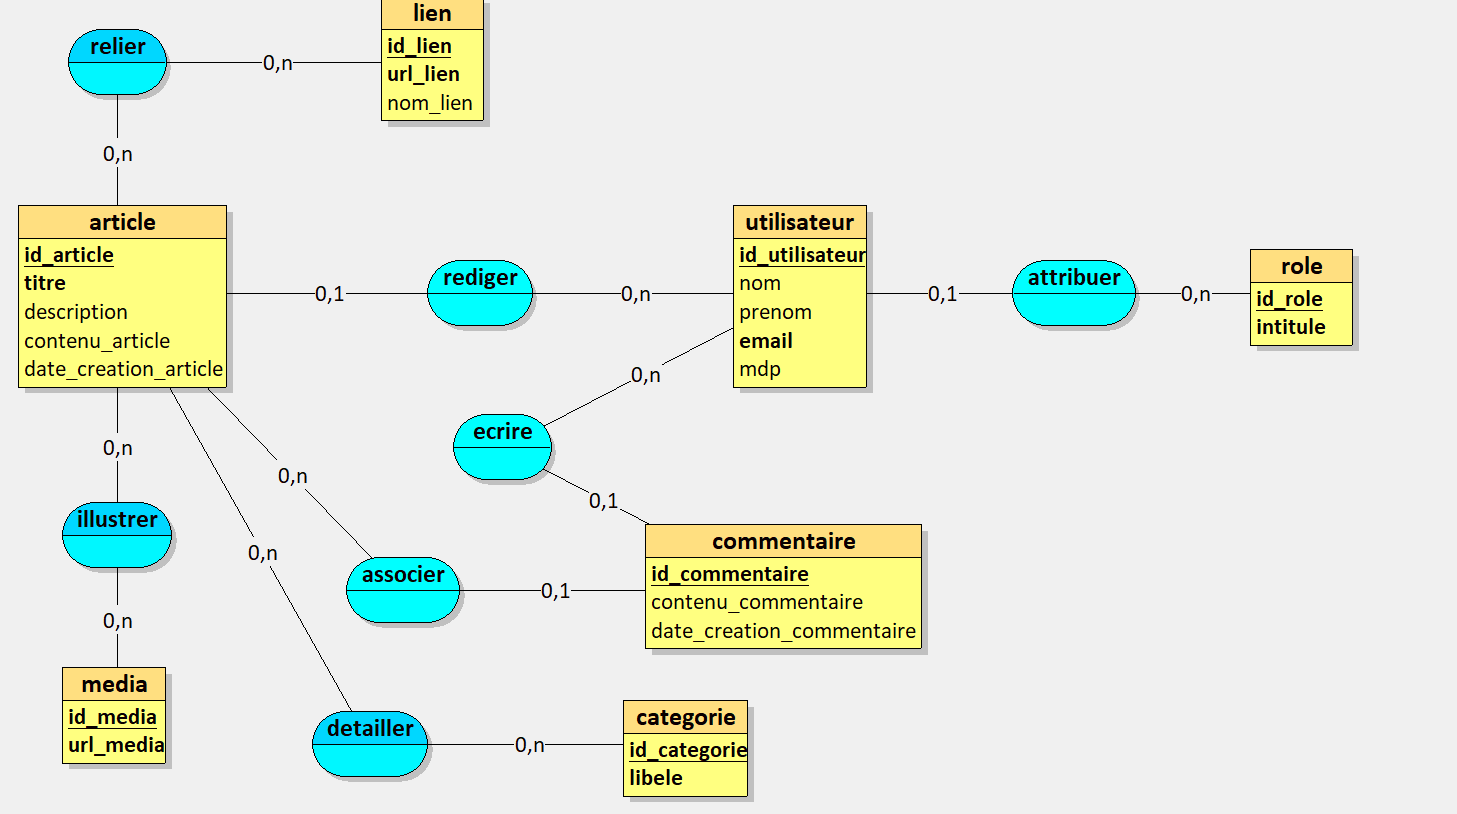 lien
id_lien
url_lien
nom_lien
relier
0,n
0,n
article
id_article
titre
description
contenu_article
date_creation_article
0,1
rediger
0,n
utilisateur
id_utilisateur
nom
prenom
email
mdp
0,1
attribuer
0,n
role
id_role
intitule
0,n
ecrire
0,1
commentaire
id_commentaire
contenu_commentaire
date_creation_commentaire
0,n
illustrer
0,n
media
id_media
url_media
0,n
associer
0,1
0,n
detailler
0,n
categorie
id_categorie
libele